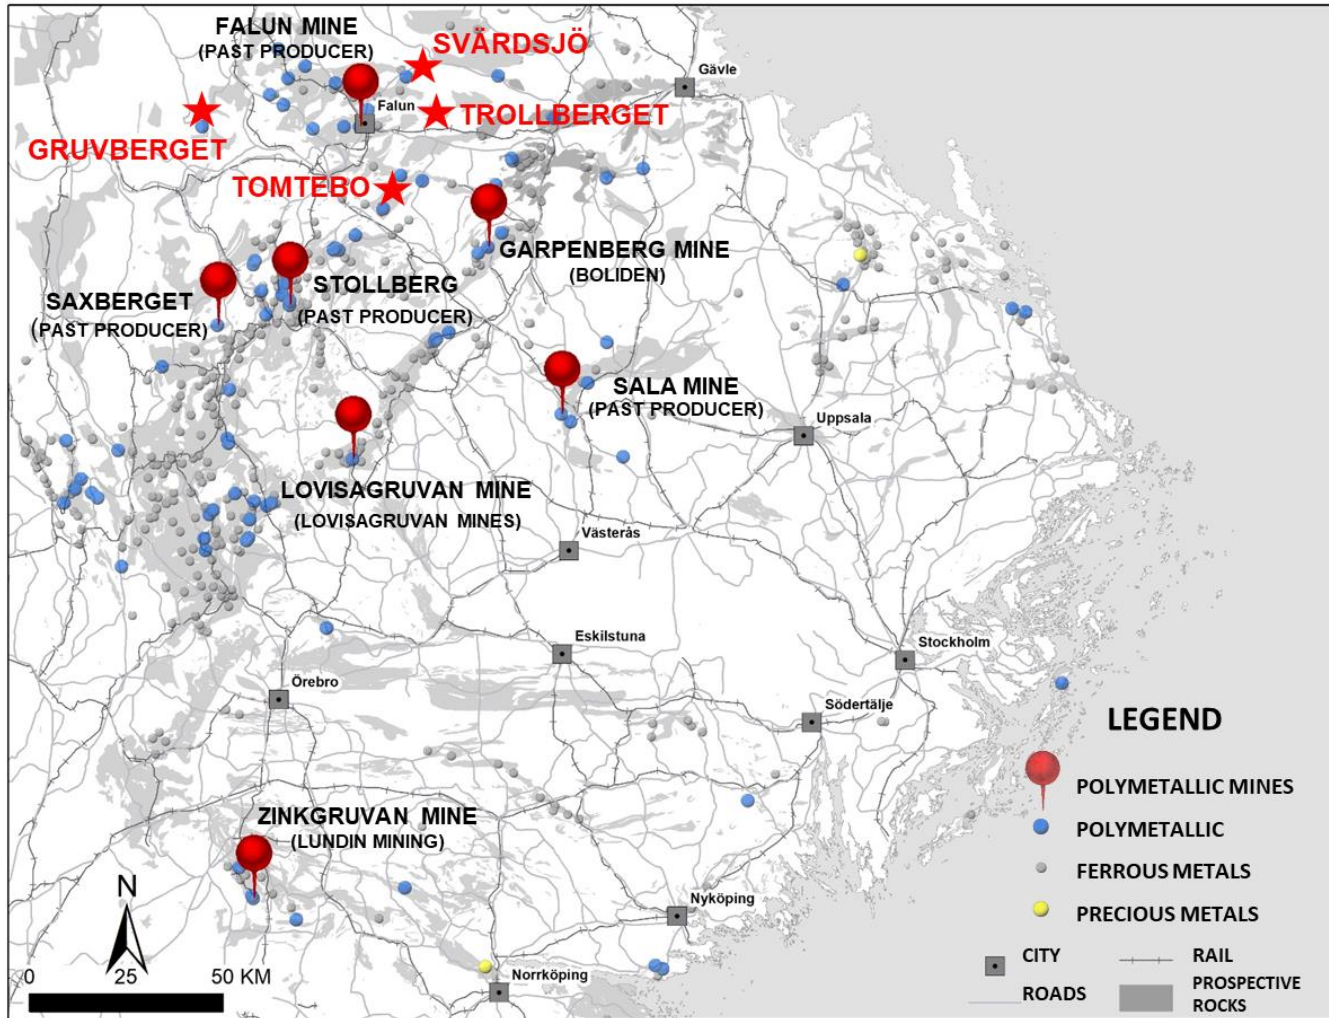 FALUN MINE
(PAST PRODUCER)
SVÄRDSJÖ
Gävle
Falun
TROLLBERGET
GRUVBERGET
TOMTEBO
GARPENBERG MINE
(BOLIDEN)
STOLLBERG
(PAST PRODUCER)
SAXBERGET
(PAST PRODUCER)
SALA MINE
(PAST PRODUCER)
Uppsala
LOVISAGRUVAN MINE
(LOVISAGRUVAN MINES)
Västerås
Eskilstuna
Stockholm
Örebro
Södertälje
ZINKGRUVAN MINE
(LUNDIN MINING)
Nyköping
Norrköping
N
0 25 50 KM
LEGEND
POLYMETALLIC MINES
POLYMETALLIC
FERROUS METALS
PRECIOUS METALS
CITY
RAIL
ROADS
PROSPECTIVE
ROCKS